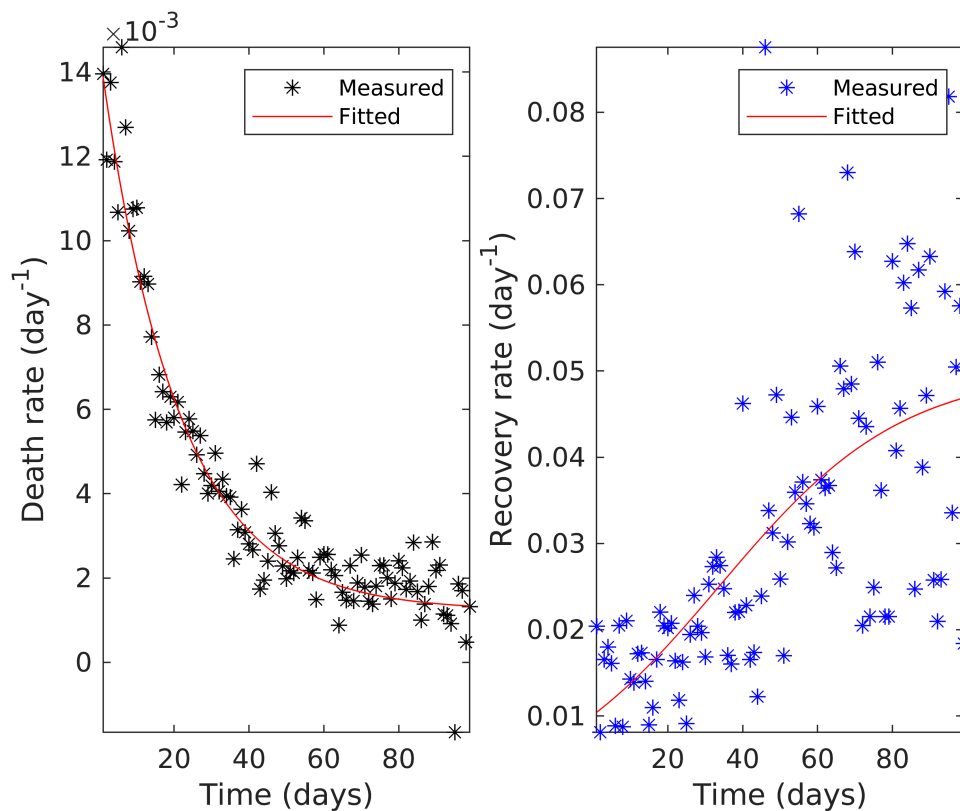 ×10⁻³
14
12
10
8
6
4
2
0
20 40 60 80
Death rate (day⁻¹)
Time (days)
Measured
Fitted
0.08
0.07
0.06
0.05
0.04
0.03
0.02
0.01
20 40 60 80
Recovery rate (day⁻¹)
Time (days)
Measured
Fitted